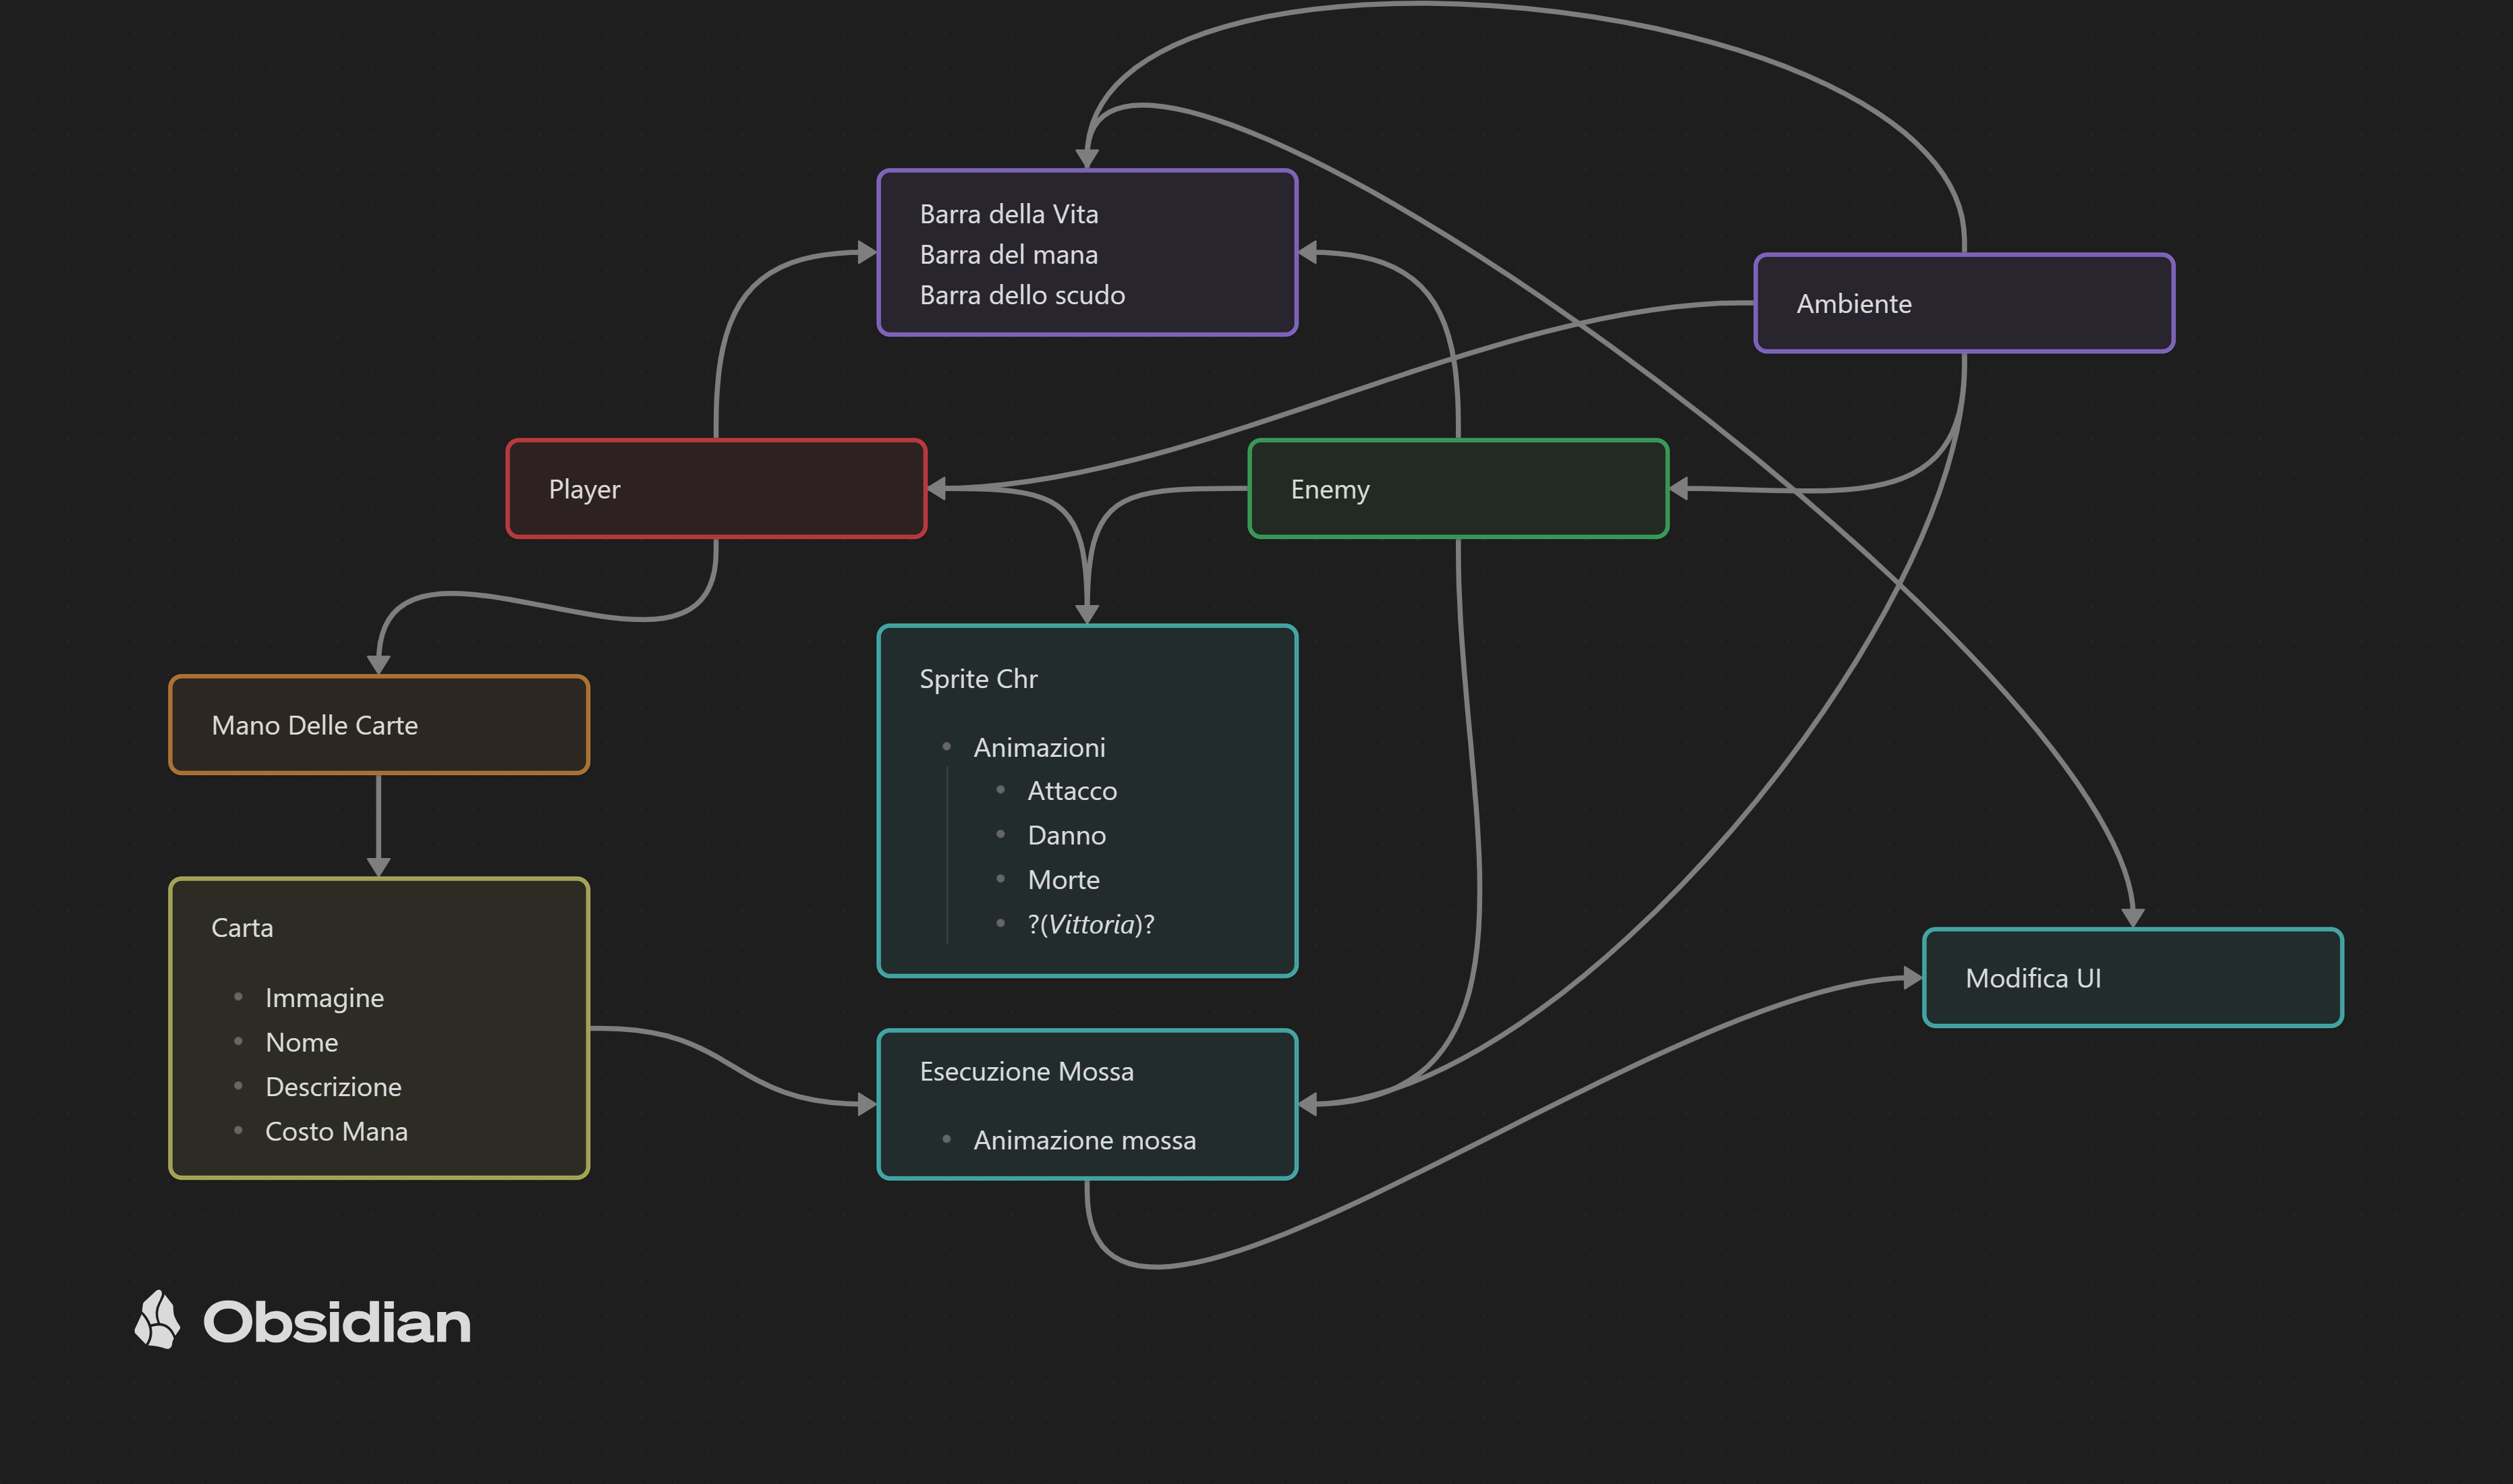 Barra della Vita
Barra del mana
Barra dello scudo
Ambiente
Player
Enemy
Mano Delle Carte
Sprite Chr
Animazioni
Attacco
Danno
Morte
?(Vittoria)?
Carta
Immagine
Nome
Descrizione
Costo Mana
Esecuzione Mossa
Animazione mossa
Modifica UI
Obsidian